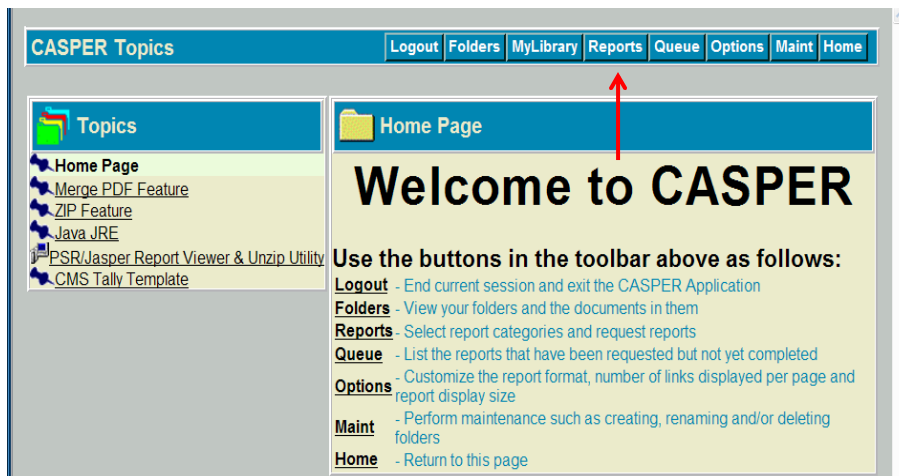 CASPER Topics
Logout Folders MyLibrary Reports Queue Options Maint Home
Topics
Home Page
Merge PDF Feature
ZIP Feature
Java JRE
PSR/Jasper Report Viewer & Unzip Utility
CMS Tally Template
Home Page
Welcome to CASPER
Use the buttons in the toolbar above as follows:
Logout - End current session and exit the CASPER Application
Folders - View your folders and the documents in them
Reports - Select report categories and request reports
Queue - List the reports that have been requested but not yet completed
Options - Customize the report format, number of links displayed per page and
report display size
Maint - Perform maintenance such as creating, renaming and/or deleting
folders
Home - Return to this page